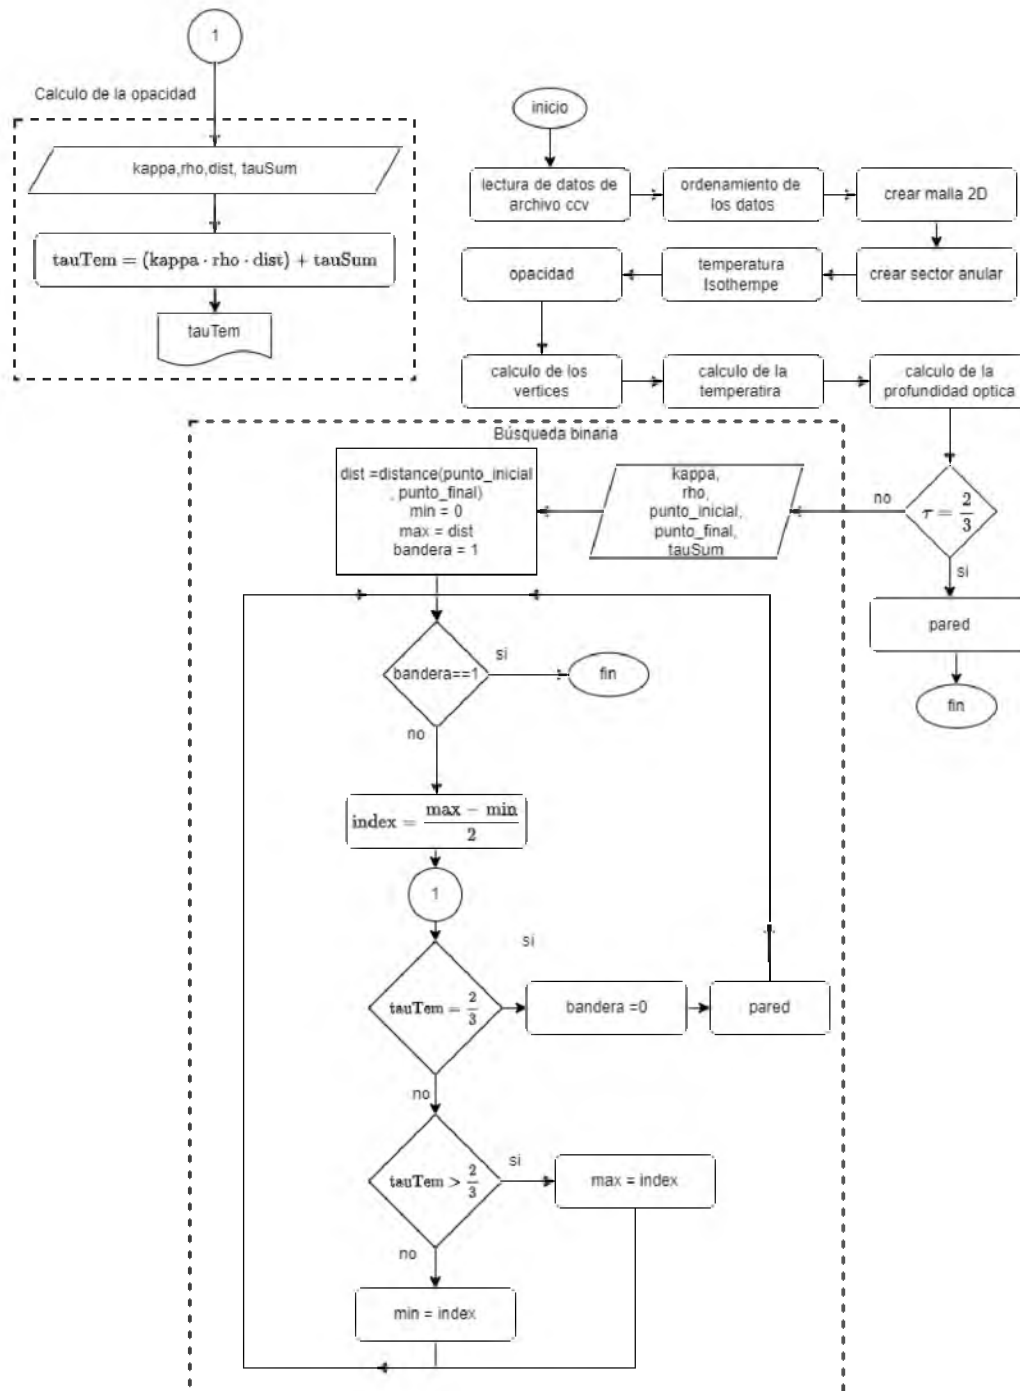 1
Calculo de la opacidad
kappa,rho,dist, tauSum
tauTem = (kappa · rho · dist) + tauSum
tauTem
inicio
lectura de datos de
archivo ccv
ordenamiento de
los datos
crear malla 2D
crear sector anular
temperatura
Isothempe
opacidad
calculo de los
vertices
calculo de la
temperatira
calculo de la
profundidad optica
τ = 2/3
no
si
pared
fin
Búsqueda binaria
kappa,
rho,
punto_inicial,
punto_final,
tauSum
dist =distance(punto_inicial
, punto_final)
min = 0
max = dist
bandera = 1
bandera==1
si
fin
no
index = max − min / 2
1
si
tauTem = 2/3
bandera =0
pared
no
tauTem > 2/3
si
max = index
no
min = index